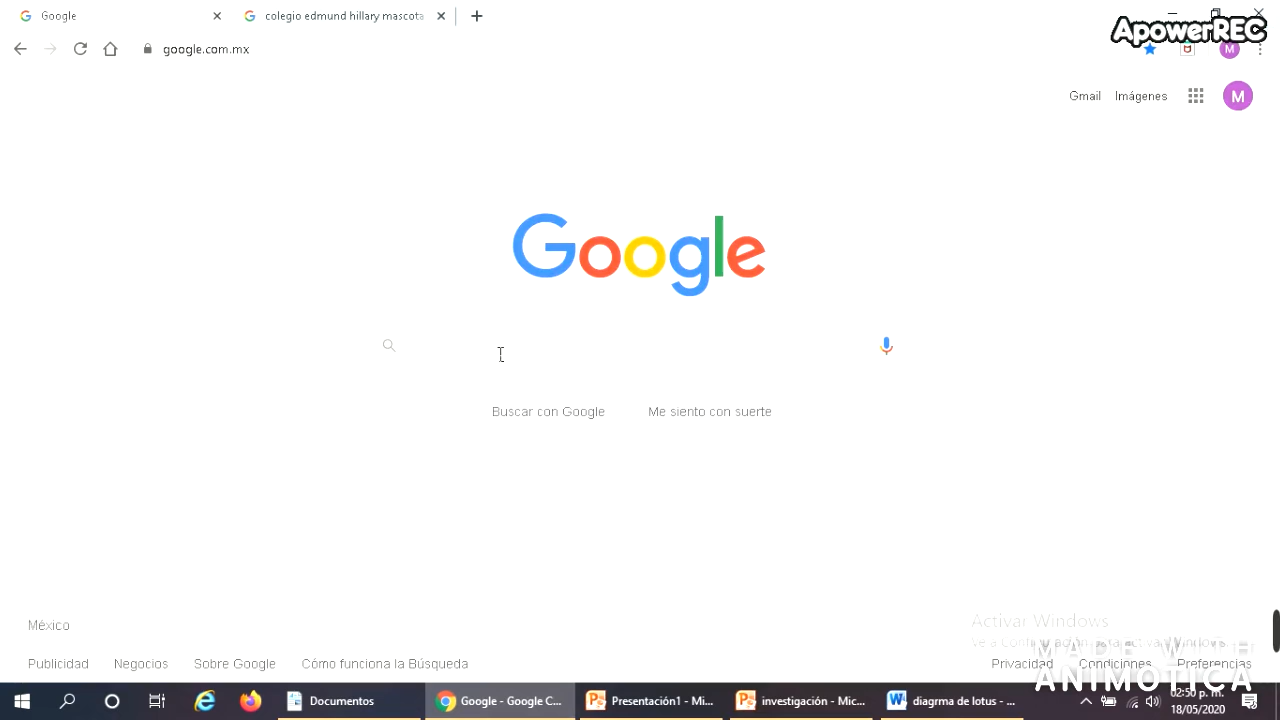 Google
colegio edmund hillary mascota
ApowerREC
google.com.mx
M
Gmail
Imágenes
M
Google
Buscar con Google
Me siento con suerte
México
Activar Windows
Publicidad
Negocios
Sobre Google
Cómo funciona la Búsqueda
Privacidad
Condiciones
Preferencias
MADE WITH
ANIMOTICA
Documentos
Google - Google C...
Presentación1 - Mi...
investigación - Mic...
diagrma de lotus - ...
02:50 p. m.
18/05/2020